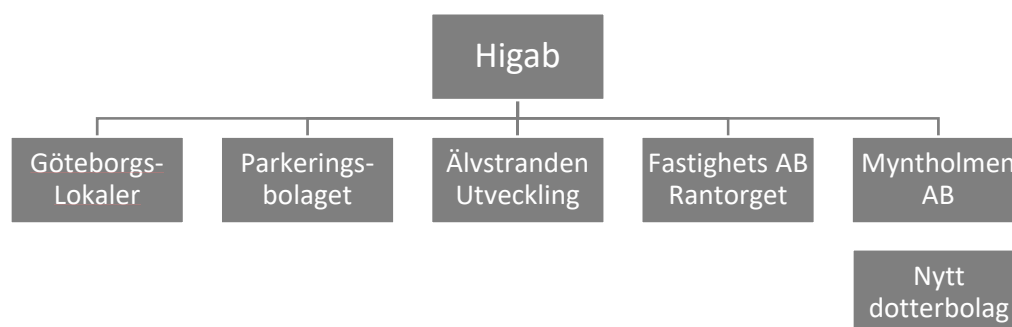 Higab
Göteborgs-
Lokaler
Parkerings-
bolaget
Älvstranden
Utveckling
Fastighets AB
Rantorget
Myntholmen
AB
Nytt
dotterbolag